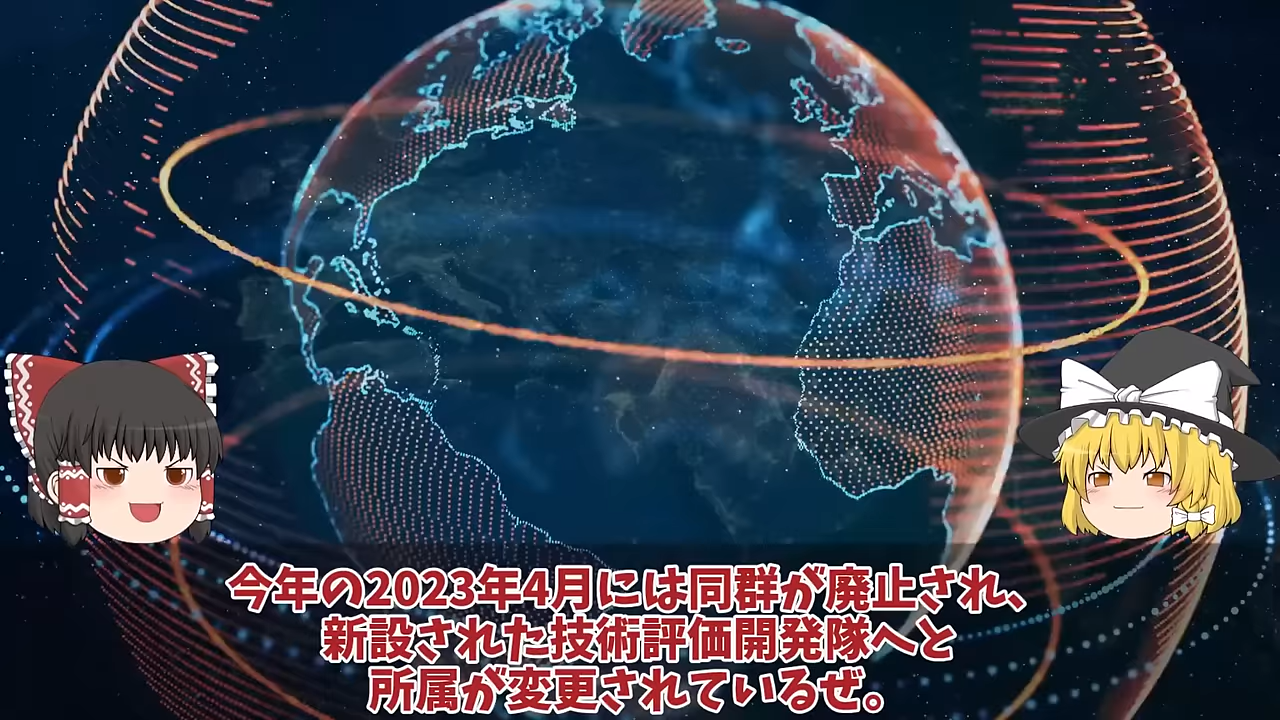 今年の2023年4月には同群が廃止され、
新設された技術評価開発隊へと
所属が変更されているぜ。